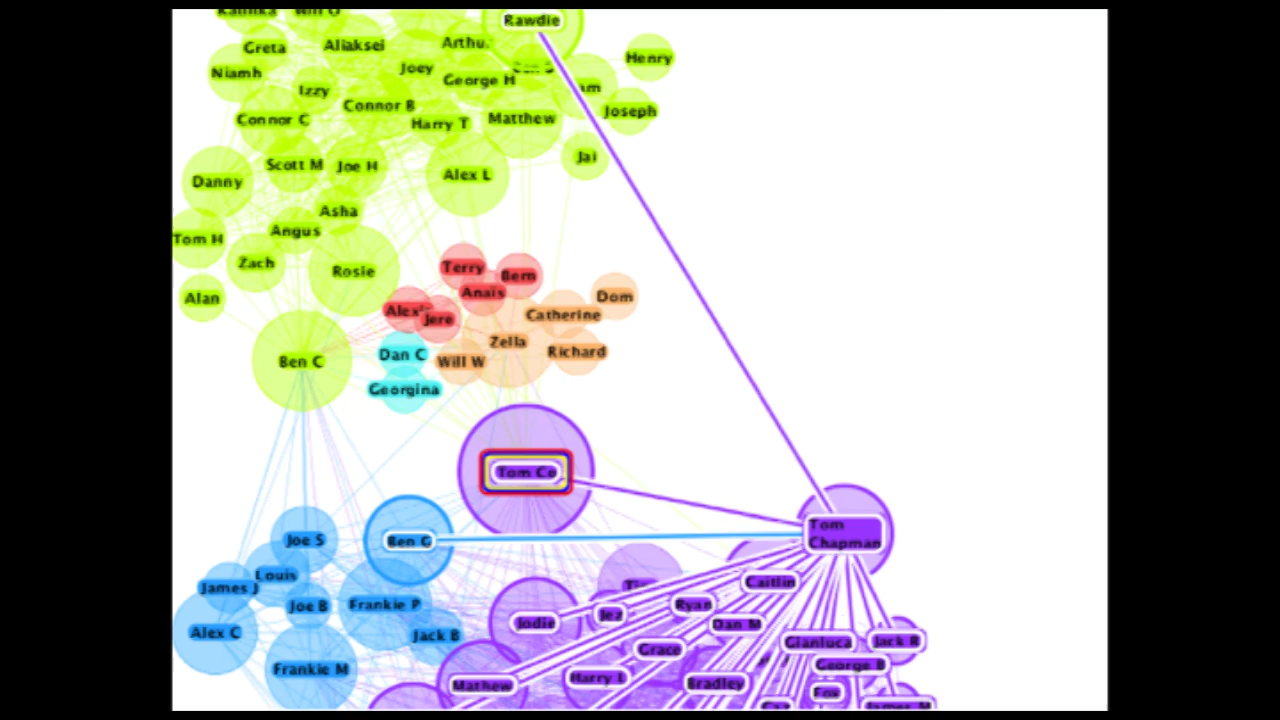 Rawdie
Greta
Aliaksei
Henry
Niamh
Joey
George H
Izzy
Connor B
Joseph
Connor C
Harry T
Matthew
Jai
Scott M
Joe H
Danny
Alex L
Asha
Angus
Tom H
Zach
Rosie
Terry
Bern
Anais
Alan
Dom
Jere
Catherine
Zella
Ben C
Dan C
Will W
Richard
Georgina
Tom Co
Tom
Chapman
Joe S
Ben G
Louis
James J
Caitlin
Joe B
Frankie P
Ryan
Jez
Jodie
Dan M
Alex C
Jack B
Gianluca
Jack R
Grace
George B
Frankie M
Harry L
Mathew
Bradley
Fox
James M